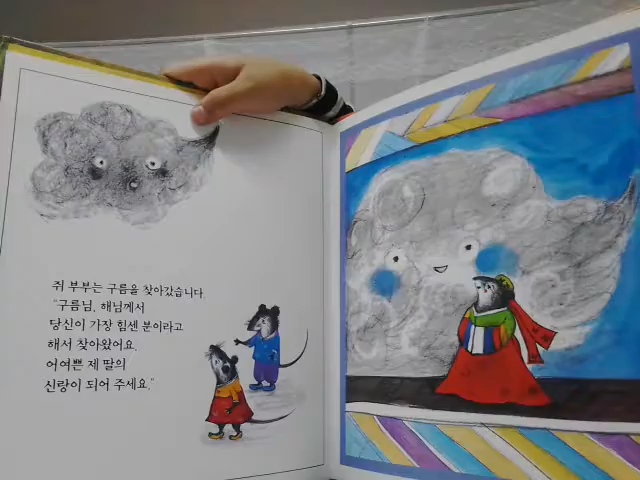 쥐 부부는 구름을 찾아갔습니다.
"구름님, 해님께서
당신이 가장 힘센 분이라고
해서 찾아왔어요.
어여쁜 제 딸의
신랑이 되어 주세요."